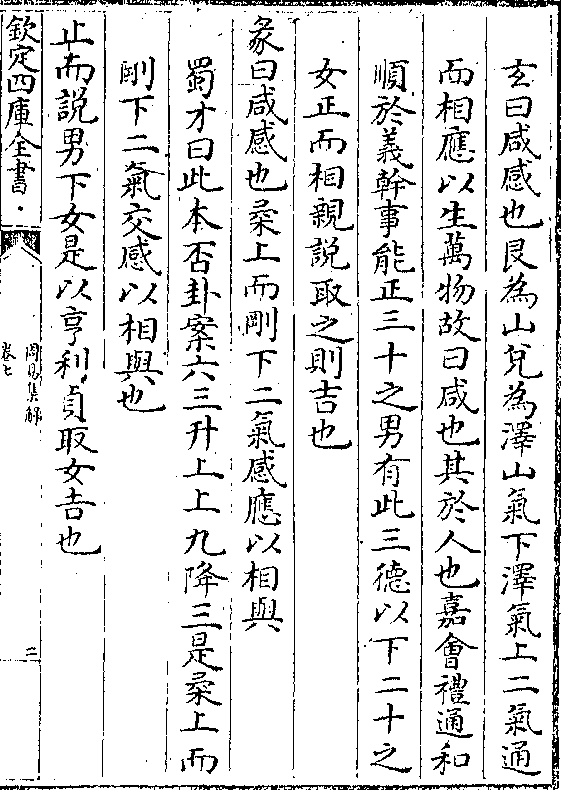 玄曰咸感也艮為山兌為澤山氣下澤氣上二氣通
而相應以生萬物故曰咸也其於人也嘉會禮通和
順於義幹事能正三十之男有此三德以下二十之
女正而相親説取之則吉也
彖曰咸感也柔上而剛下二氣感應以相與
蜀才曰此本否卦案六三升上上九降三是柔上而
剛下二氣交感以相與也
止而説男下女是以亨利貞取女吉也
欽定四庫全書
周易集解
卷七
二